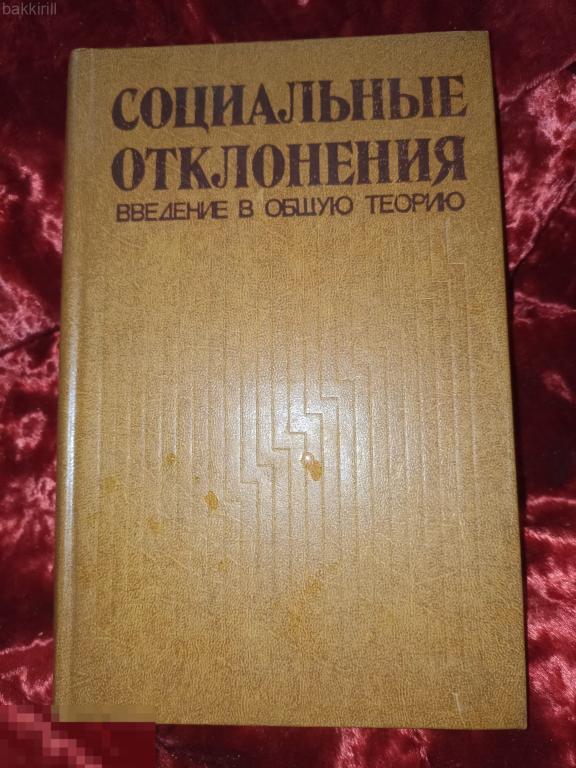 bakkirill
СОЦИАЛЬНЫЕ
ОТКЛОНЕНИЯ
ВВЕДЕНИЕ В ОБЩУЮ ТЕОРИЮ